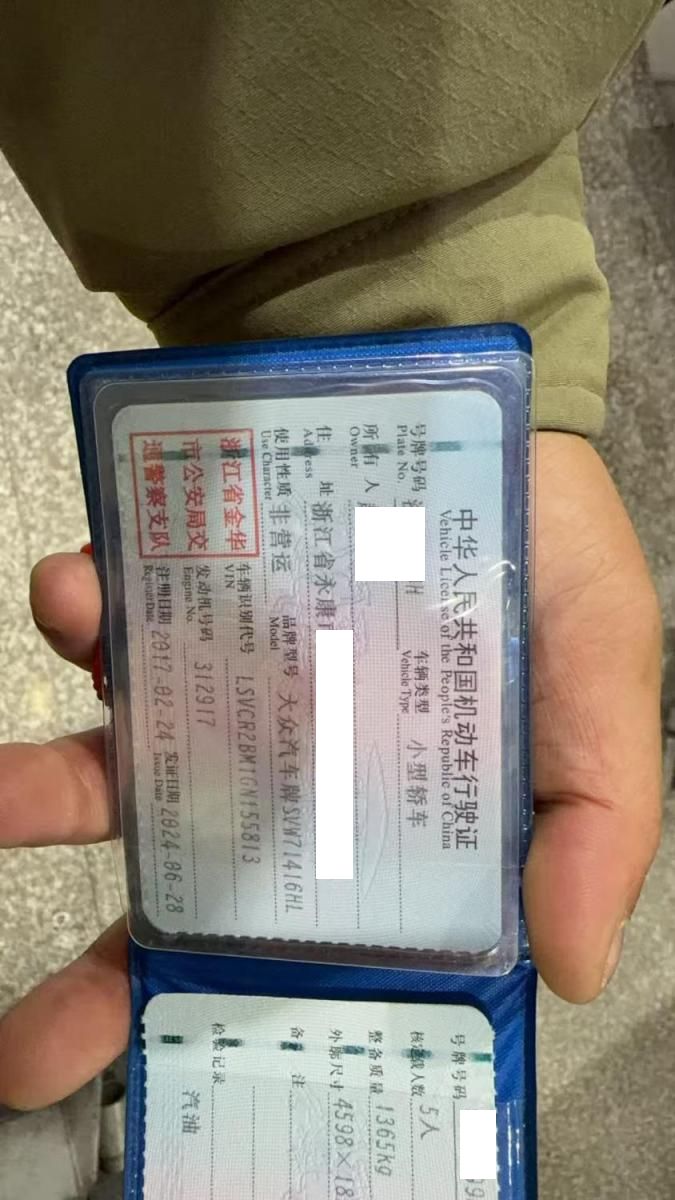 中华人民共和国机动车行驶证
Vehicle License of the People's Republic of China
号牌号码 H 车辆类型 小型轿车
Plate No. Vehicle Type
所有人
Owner
住址 浙江省永康
Address
使用性质 非营运 品牌型号 大众汽车牌SVW71416HL
Use Character Model
浙江省金华
市公安局交
通警察支队
车辆识别代号 LSVCR2BM1GN155813
VIN
发动机号码 312917
Engine No.
注册日期 2017-02-24 发证日期 2024-06-28
Register Date Issue Date
号牌号码
核定载人数 5人
整备质量 1365kg
外廓尺寸 4598×18
备注
检验记录
汽油